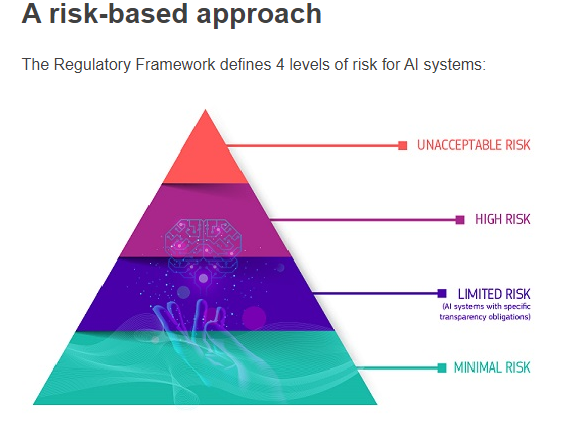 A risk-based approach
The Regulatory Framework defines 4 levels of risk for AI systems:
UNACCEPTABLE RISK
HIGH RISK
LIMITED RISK
(AI systems with specific
transparency obligations)
MINIMAL RISK